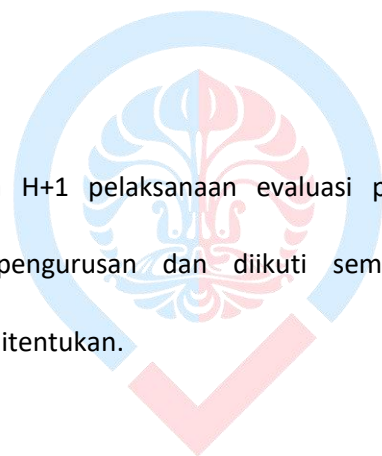 H+1 pelaksanaan evaluasi p
pengurusan dan diikuti sem
itentukan.